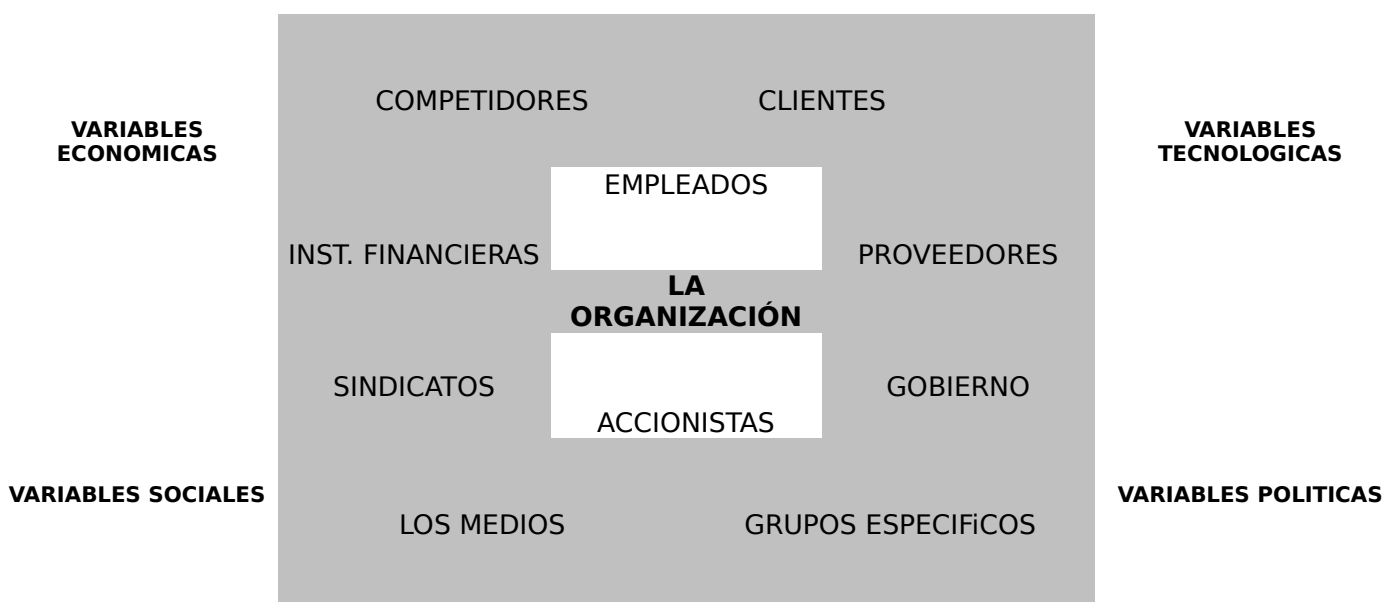 COMPETIDORES
CLIENTES
VARIABLES
ECONOMICAS
VARIABLES
TECNOLOGICAS
EMPLEADOS
INST. FINANCIERAS
PROVEEDORES
LA
ORGANIZACIÓN
SINDICATOS
GOBIERNO
ACCIONISTAS
VARIABLES SOCIALES
VARIABLES POLITICAS
LOS MEDIOS
GRUPOS ESPECIFiCOS